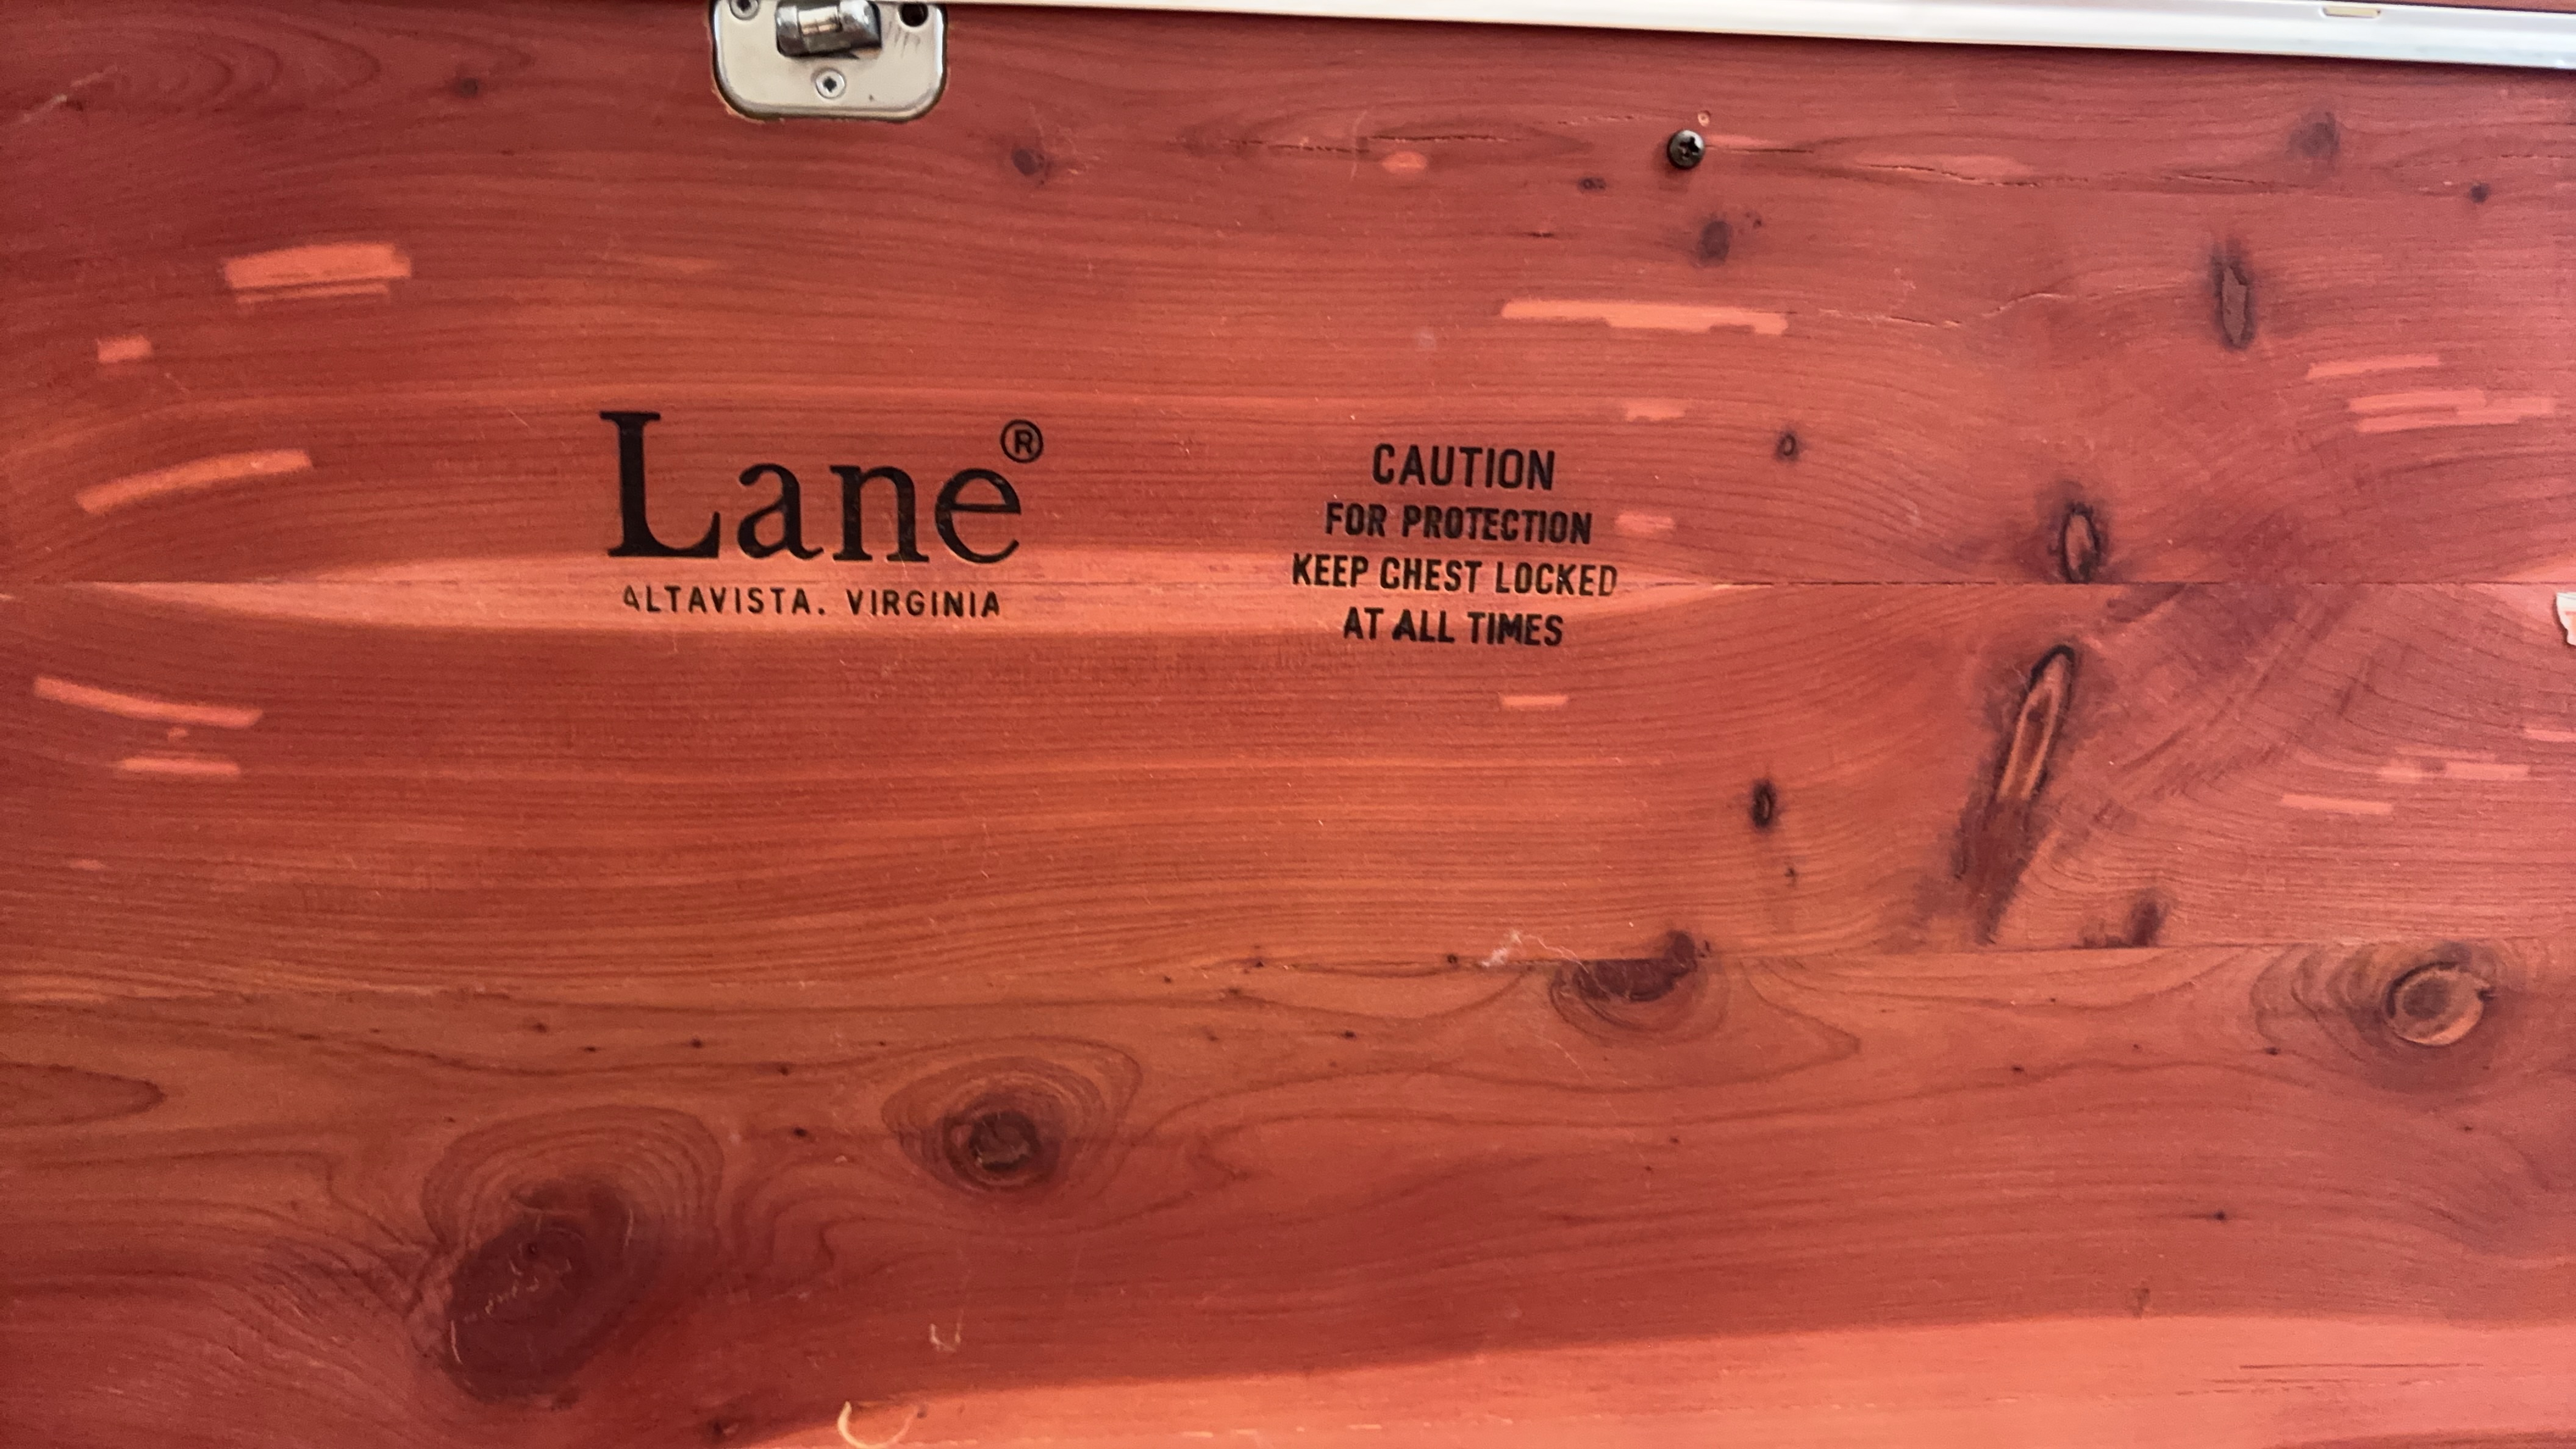 Lane®
ALTAVISTA. VIRGINIA
CAUTION
FOR PROTECTION
KEEP CHEST LOCKED
AT ALL TIMES